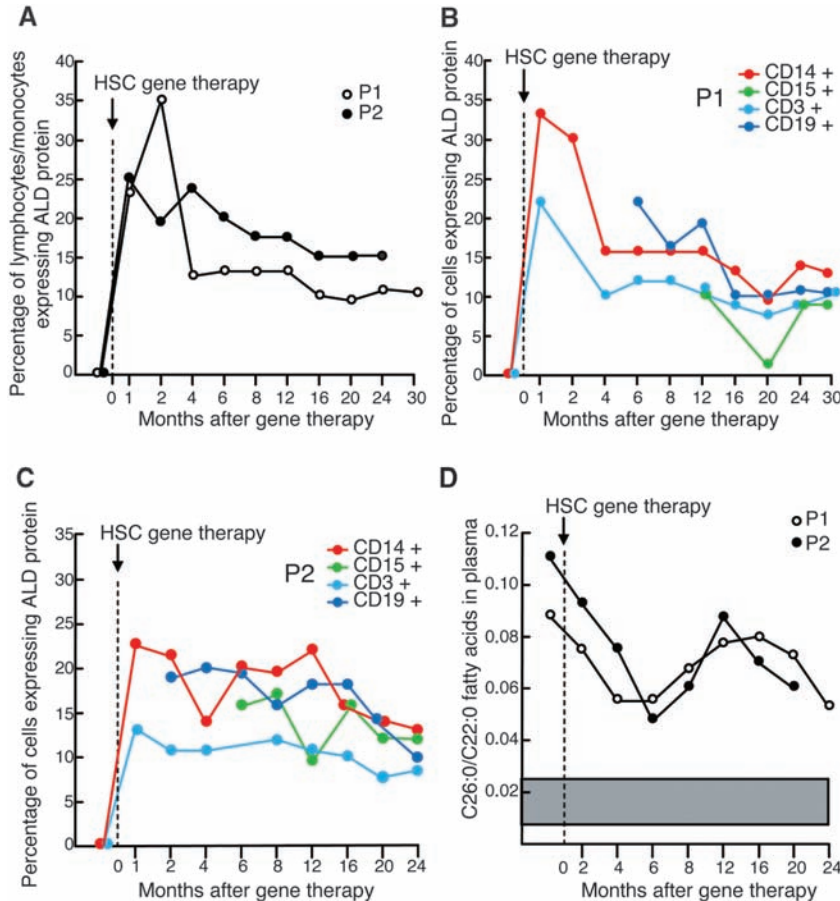 A
Percentage of lymphocytes/monocytes
expressing ALD protein
40
35
30
25
20
15
10
5
0
HSC gene therapy
P1
P2
0 1 2 4 6 8 12 16 20 24 30
Months after gene therapy
B
Percentage of cells expressing ALD protein
40
35
30
25
20
15
10
5
0
HSC gene therapy
P1
CD14 +
CD15 +
CD3 +
CD19 +
0 1 2 4 6 8 12 16 20 24 30
Months after gene therapy
C
Percentage of cells expressing ALD protein
35
30
25
20
15
10
5
0
HSC gene therapy
P2
CD14 +
CD15 +
CD3 +
CD19 +
0 1 2 4 6 8 12 16 20 24
Months after gene therapy
D
C26:0/C22:0 fatty acids in plasma
0.12
0.10
0.08
0.06
0.04
0.02
HSC gene therapy
P1
P2
0 2 4 6 8 12 16 20 24
Months after gene therapy